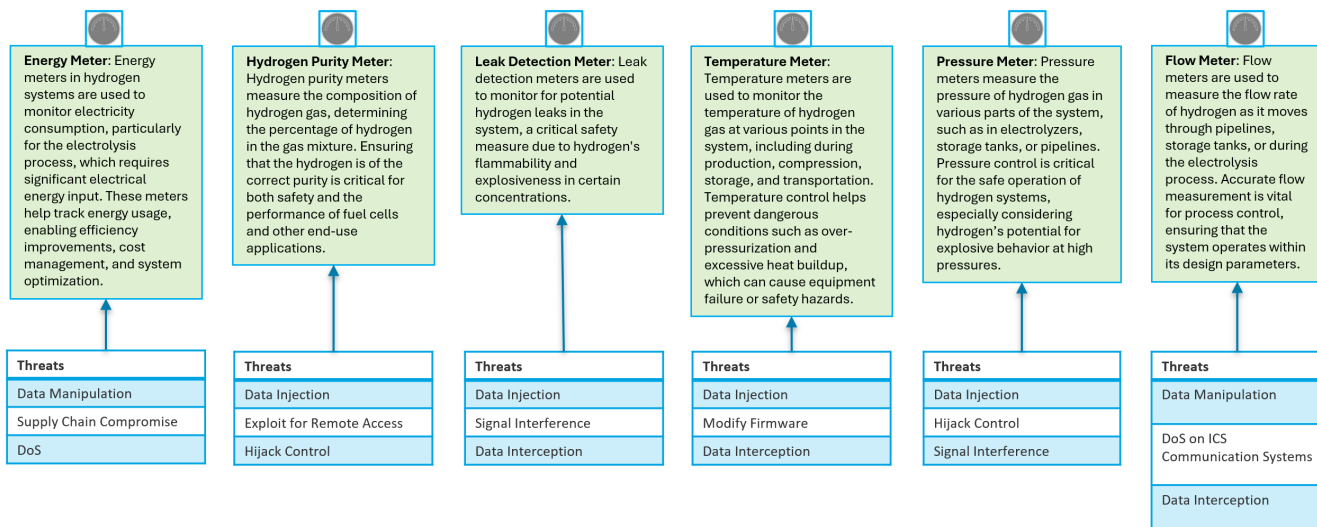 Energy Meter: Energy
meters in hydrogen
systems are used to
monitor electricity
consumption, particularly
for the electrolysis
process, which requires
significant electrical
energy input. These meters
help track energy usage,
enabling efficiency
improvements, cost
management, and system
optimization.
Hydrogen Purity Meter:
Hydrogen purity meters
measure the composition of
hydrogen gas, determining
the percentage of hydrogen
in the gas mixture. Ensuring
that the hydrogen is of the
correct purity is critical for
both safety and the
performance of fuel cells
and other end-use
applications.
Leak Detection Meter: Leak
detection meters are used
to monitor for potential
hydrogen leaks in the
system, a critical safety
measure due to hydrogen's
flammability and
explosiveness in certain
concentrations.
Temperature Meter:
Temperature meters are
used to monitor the
temperature of hydrogen
gas at various points in the
system, including during
production, compression,
storage, and transportation.
Temperature control helps
prevent dangerous
conditions such as over-
pressurization and
excessive heat buildup,
which can cause equipment
failure or safety hazards.
Pressure Meter: Pressure
meters measure the
pressure of hydrogen gas in
various parts of the system,
such as in electrolyzers,
storage tanks, or pipelines.
Pressure control is critical
for the safe operation of
hydrogen systems,
especially considering
hydrogen’s potential for
explosive behavior at high
pressures.
Flow Meter: Flow
meters are used to
measure the flow rate
of hydrogen as it moves
through pipelines,
storage tanks, or during
the electrolysis
process. Accurate flow
measurement is vital
for process control,
ensuring that the
system operates within
its design parameters.
Threats
Data Manipulation
Supply Chain Compromise
DoS
Threats
Data Injection
Exploit for Remote Access
Hijack Control
Threats
Data Injection
Signal Interference
Data Interception
Threats
Data Injection
Modify Firmware
Data Interception
Threats
Data Injection
Hijack Control
Signal Interference
Threats
Data Manipulation
DoS on ICS
Communication Systems
Data Interception